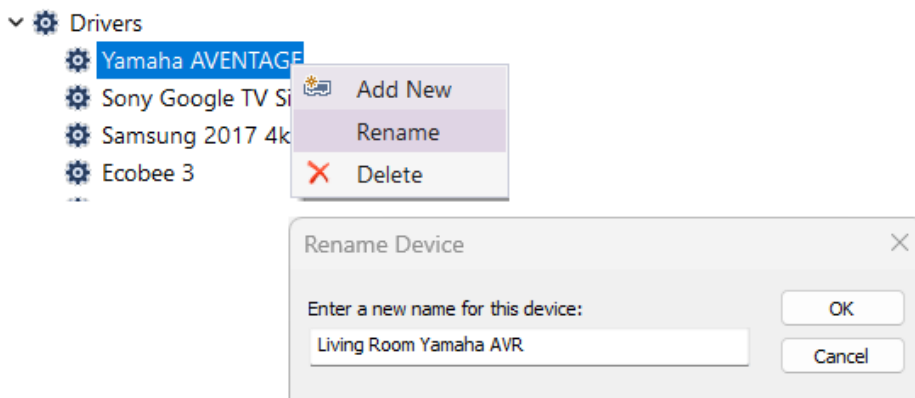 Drivers
Yamaha AVENTAGE
Sony Google TV Si
Samsung 2017 4k
Ecobee 3
Add New
Rename
Delete
Rename Device
Enter a new name for this device:
Living Room Yamaha AVR
OK
Cancel